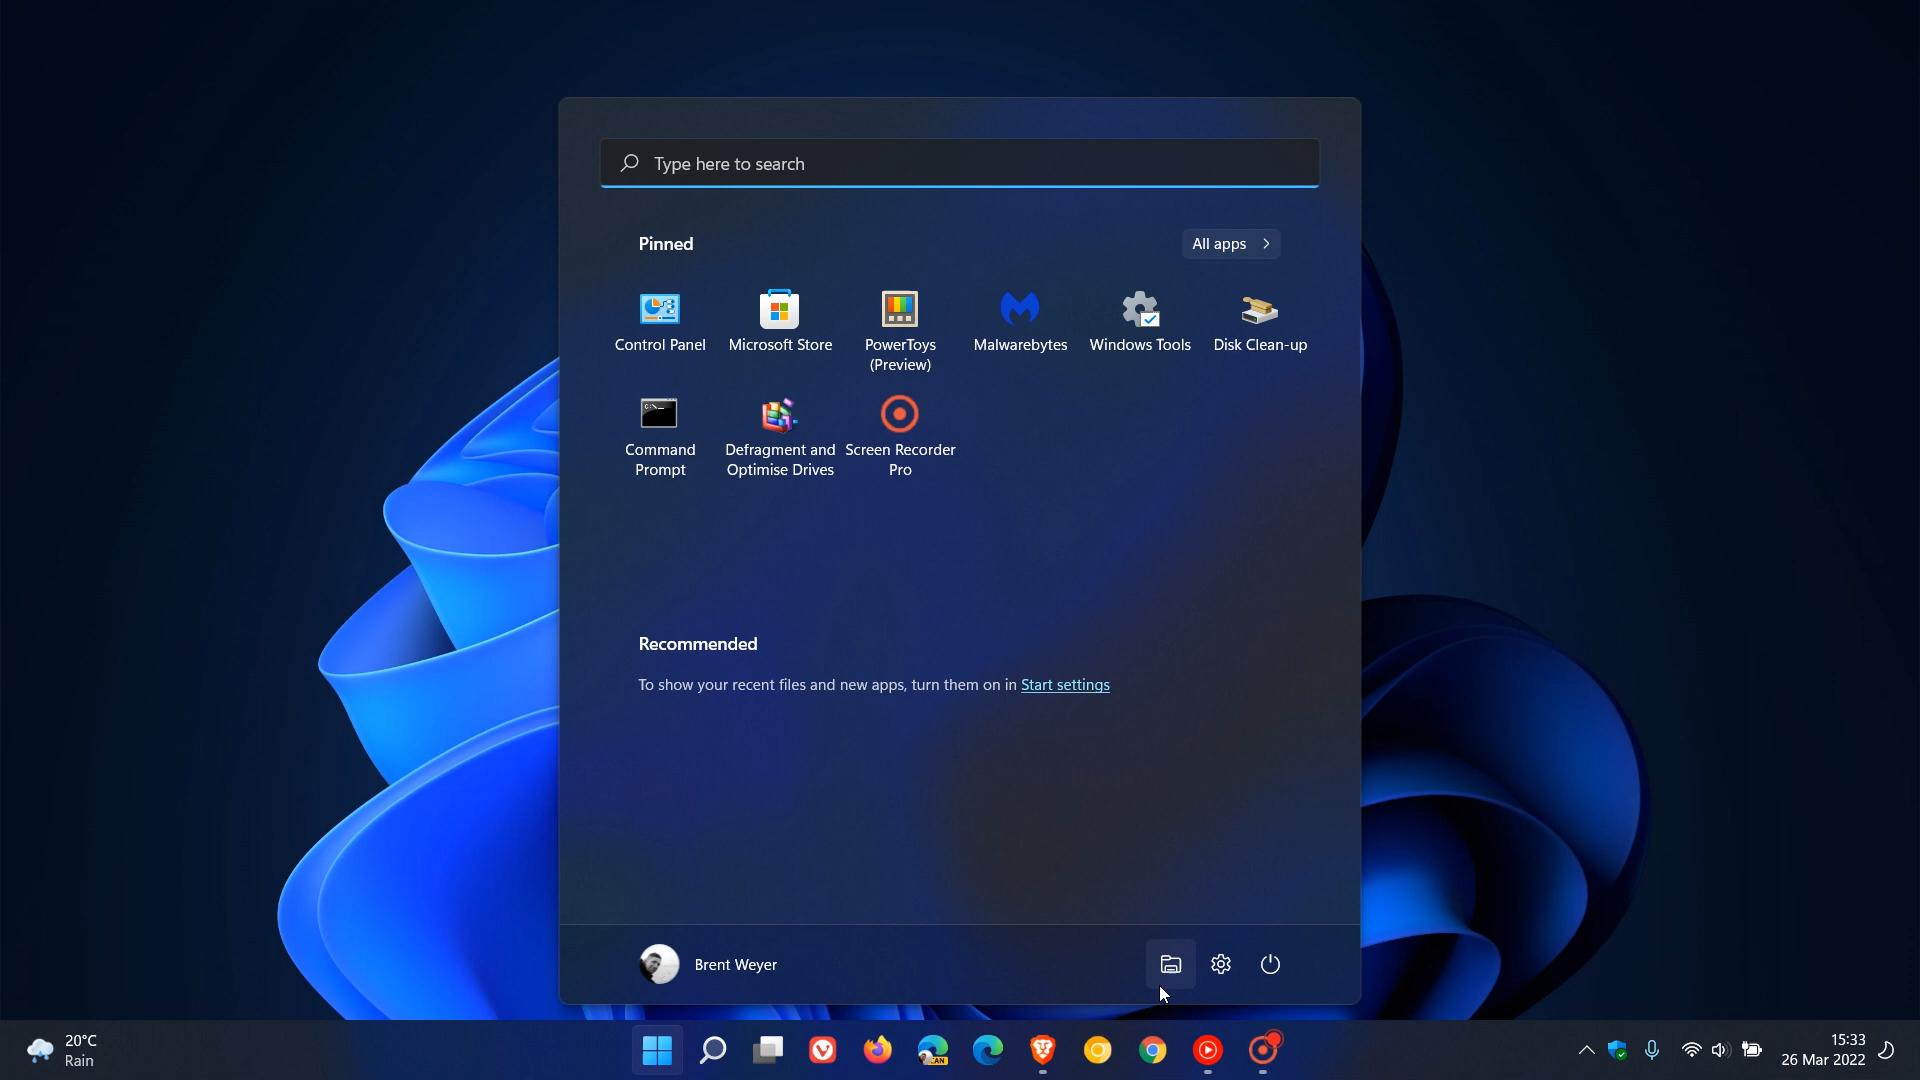 Type here to search
Pinned
All apps
Control Panel
Microsoft Store
PowerToys
(Preview)
Malwarebytes
Windows Tools
Disk Clean-up
Command
Prompt
Defragment and
Optimise Drives
Screen Recorder
Pro
Recommended
To show your recent files and new apps, turn them on in Start settings
Brent Weyer
20°C
Rain
CAN
15:33
26 Mar 2022